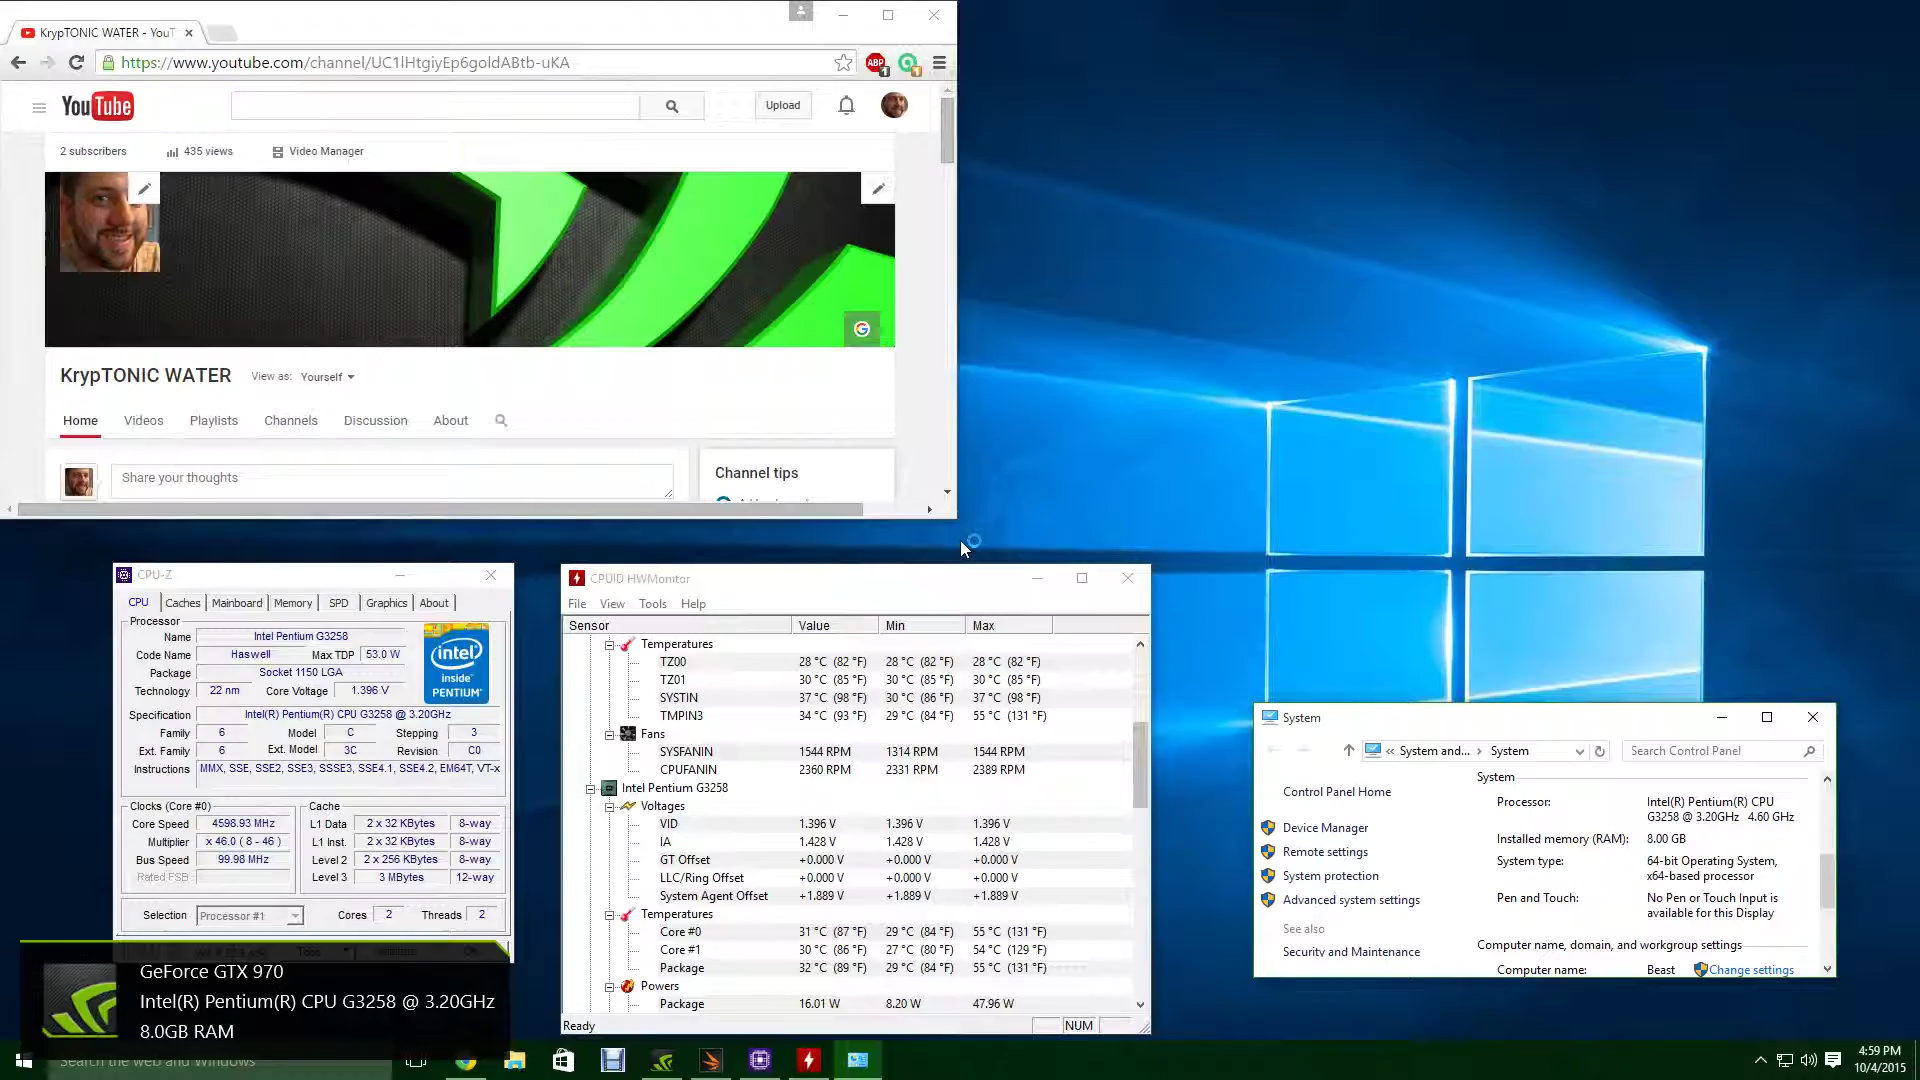 KrypTONIC WATER - YouT
https://www.youtube.com/channel/UC1lHtgiyEp6goldABtb-uKA
ABP
1
1
YouTube
Upload
2 subscribers
435 views
Video Manager
KrypTONIC WATER
View as:
Yourself
Home
Videos
Playlists
Channels
Discussion
About
Share your thoughts
Channel tips
CPU-Z
CPU
Caches
Mainboard
Memory
SPD
Graphics
About
Processor
Name
Intel Pentium G3258
Code Name
Haswell
Max TDP
53.0 W
Package
Socket 1150 LGA
Technology
22 nm
Core Voltage
1.396 V
intel
inside
PENTIUM
Specification
Intel(R) Pentium(R) CPU G3258 @ 3.20GHz
Family
6
Model
C
Stepping
3
Ext. Family
6
Ext. Model
3C
Revision
C0
Instructions
MMX, SSE, SSE2, SSE3, SSSE3, SSE4.1, SSE4.2, EM64T, VT-x
Clocks (Core #0)
Core Speed
4598.93 MHz
Multiplier
x 46.0 ( 8 - 46 )
Bus Speed
99.98 MHz
Rated FSB
Cache
L1 Data
2 x 32 KBytes
8-way
L1 Inst.
2 x 32 KBytes
8-way
Level 2
2 x 256 KBytes
8-way
Level 3
3 MBytes
12-way
Selection
Processor #1
Cores
2
Threads
2
GeForce GTX 970
Intel(R) Pentium(R) CPU G3258 @ 3.20GHz
8.0GB RAM
CPUID HWMonitor
File
View
Tools
Help
Sensor Value Min Max
Temperatures
TZ00 28 °C (82 °F) 28 °C (82 °F) 28 °C (82 °F)
TZ01 30 °C (85 °F) 30 °C (85 °F) 30 °C (85 °F)
SYSTIN 37 °C (98 °F) 30 °C (86 °F) 37 °C (98 °F)
TMPIN3 34 °C (93 °F) 29 °C (84 °F) 55 °C (131 °F)
Fans
SYSFANIN 1544 RPM 1314 RPM 1544 RPM
CPUFANIN 2360 RPM 2331 RPM 2389 RPM
Intel Pentium G3258
Voltages
VID 1.396 V 1.396 V 1.396 V
IA 1.428 V 1.428 V 1.428 V
GT Offset +0.000 V +0.000 V +0.000 V
LLC/Ring Offset +0.000 V +0.000 V +0.000 V
System Agent Offset +1.889 V +1.889 V +1.889 V
Temperatures
Core #0 31 °C (87 °F) 29 °C (84 °F) 55 °C (131 °F)
Core #1 30 °C (86 °F) 27 °C (80 °F) 54 °C (129 °F)
Package 32 °C (89 °F) 29 °C (84 °F) 55 °C (131 °F)
Powers
Package 16.01 W 8.20 W 47.96 W
Ready
NUM
System
« System and... › System
Search Control Panel
Control Panel Home
Device Manager
Remote settings
System protection
Advanced system settings
See also
Security and Maintenance
System
Processor:
Intel(R) Pentium(R) CPU
G3258 @ 3.20GHz 4.60 GHz
Installed memory (RAM):
8.00 GB
System type:
64-bit Operating System,
x64-based processor
Pen and Touch:
No Pen or Touch Input is
available for this Display
Computer name, domain, and workgroup settings
Computer name:
Beast
Change settings
Search the web and Windows
4:59 PM
10/4/2015